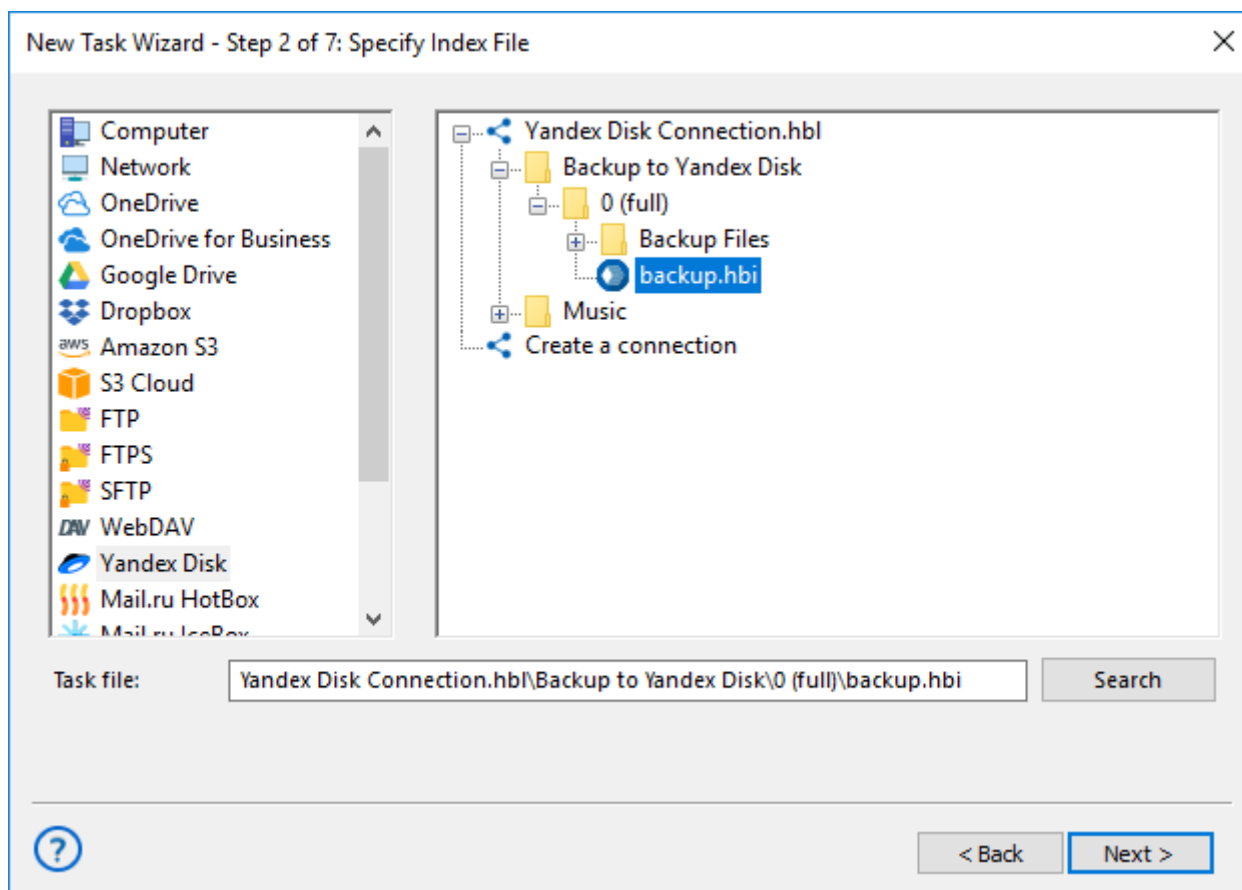 New Task Wizard - Step 2 of 7: Specify Index File
Computer
Network
OneDrive
OneDrive for Business
Google Drive
Dropbox
aws Amazon S3
S3 Cloud
FTP
FTPS
SFTP
DAV WebDAV
Yandex Disk
Mail.ru HotBox
Mail.ru IceBox
Yandex Disk Connection.hbl
Backup to Yandex Disk
0 (full)
Backup Files
backup.hbi
Music
Create a connection
Task file:
Yandex Disk Connection.hbl\Backup to Yandex Disk\0 (full)\backup.hbi
Search
?
< Back
Next >